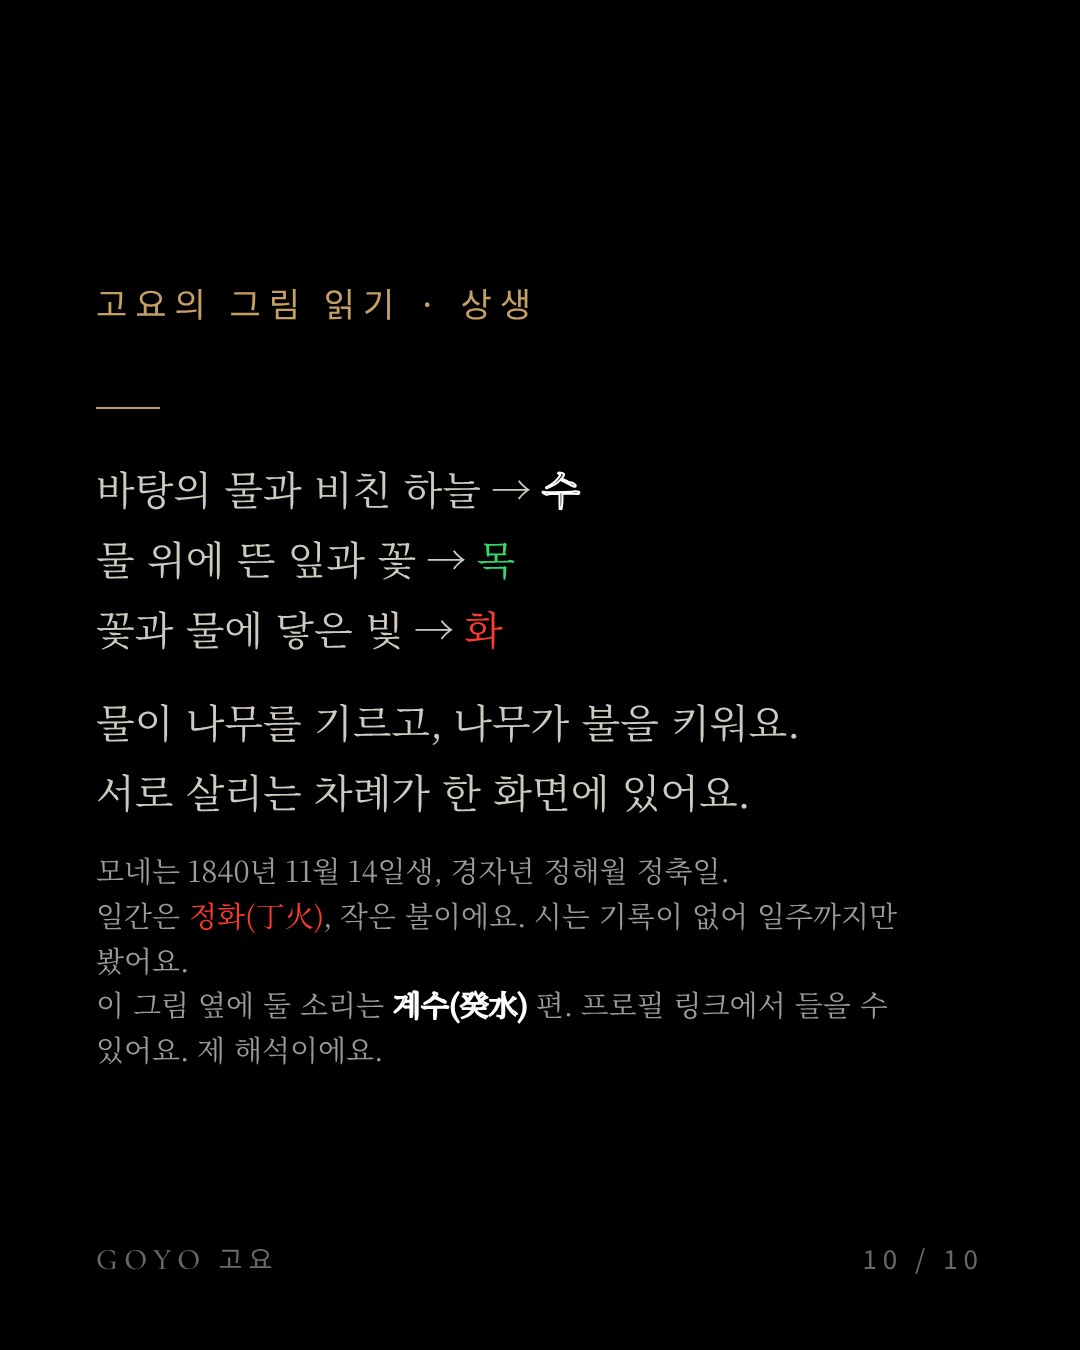 고요의 그림 읽기 · 상생
바탕의 물과 비친 하늘 → 수
물 위에 뜬 잎과 꽃 → 목
꽃과 물에 닿은 빛 → 화
물이 나무를 기르고, 나무가 불을 키워요.
서로 살리는 차례가 한 화면에 있어요.
모네는 1840년 11월 14일생, 경자년 정해월 정축일.
일간은 정화(丁火), 작은 불이에요. 시는 기록이 없어 일주까지만
봤어요.
이 그림 옆에 둘 소리는 계수(癸水) 편. 프로필 링크에서 들을 수
있어요. 제 해석이에요.
GOYO 고요
10 / 10